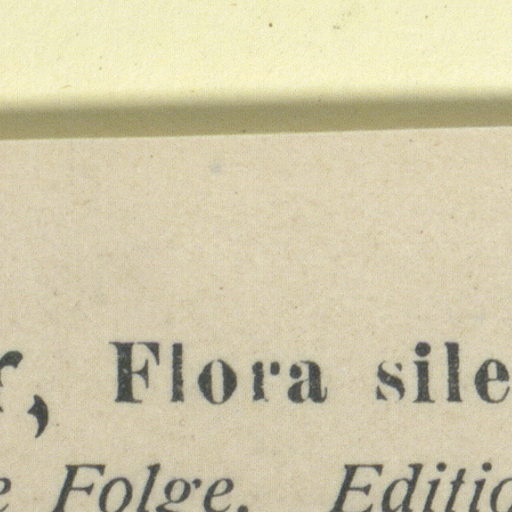 r, Flora sile
e Folge. Editio